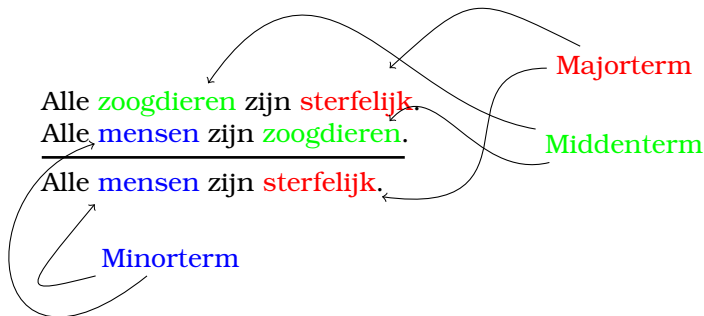 Majorterm
Alle zoogdieren zijn sterfelijk.
Alle mensen zijn zoogdieren.
Middenterm
Alle mensen zijn sterfelijk.
Minorterm